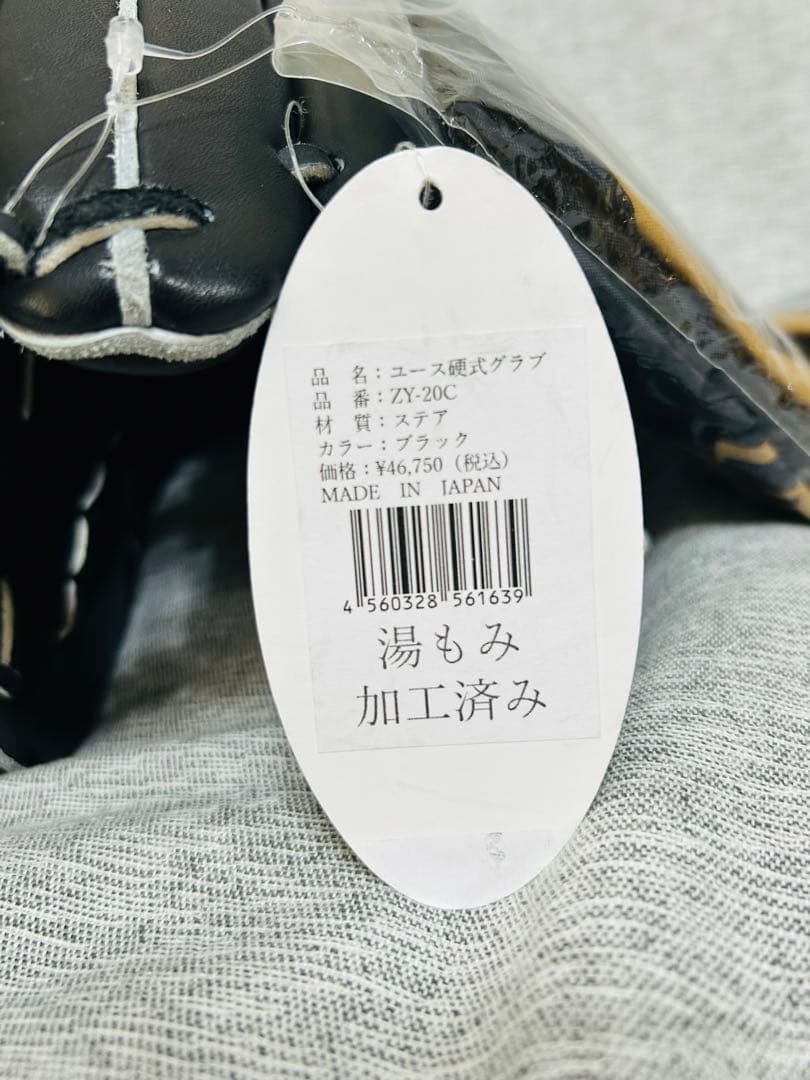 品　名：ユース硬式グラブ
品　番：ZY-20C
材　質：ステア
カラー：ブラック
価格：¥46,750（税込）
MADE IN JAPAN
4 560328 561639
湯もみ
加工済み